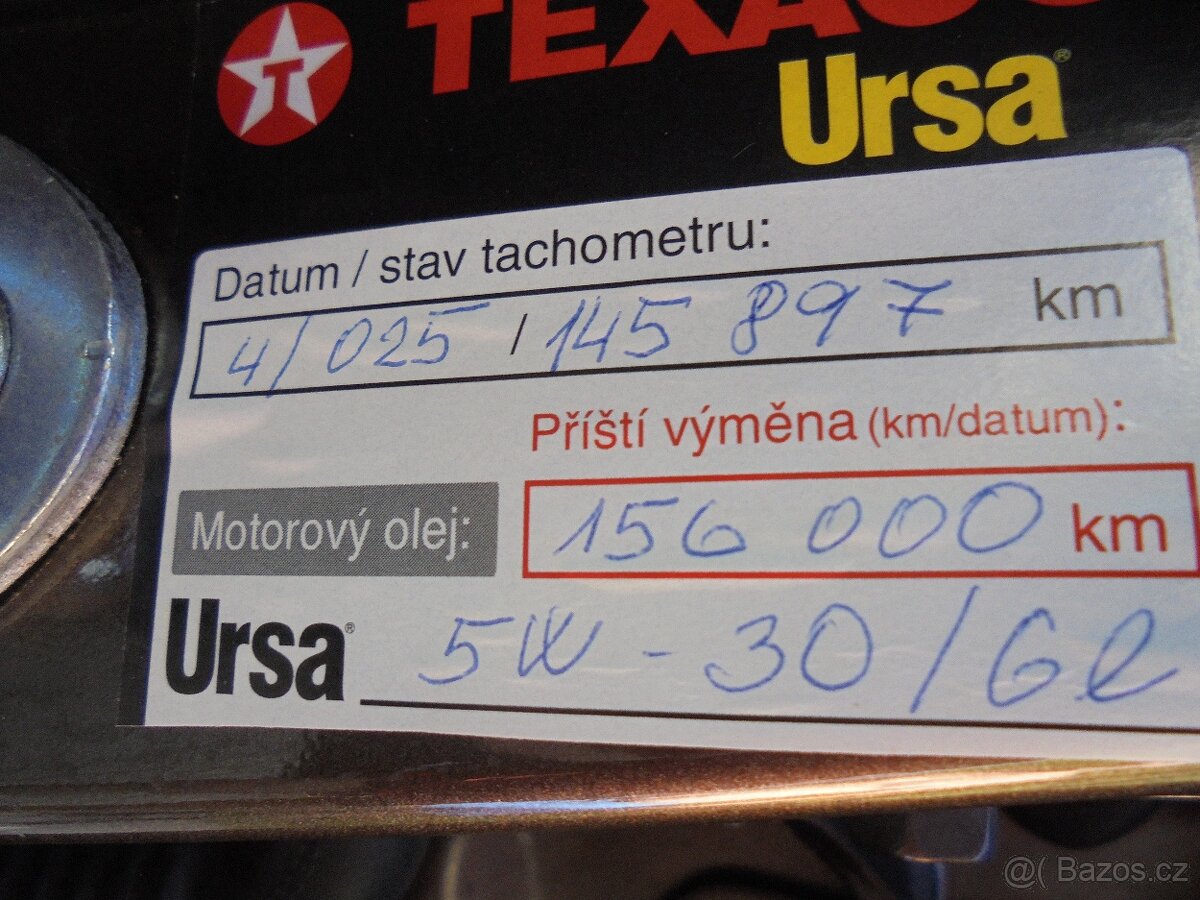 TEXACO
Ursa®
Datum / stav tachometru:
4/025 / 145 897 km
Příští výměna (km/datum):
Motorový olej: 156 000 km
Ursa® 5W-30/6l
@( Bazos.cz